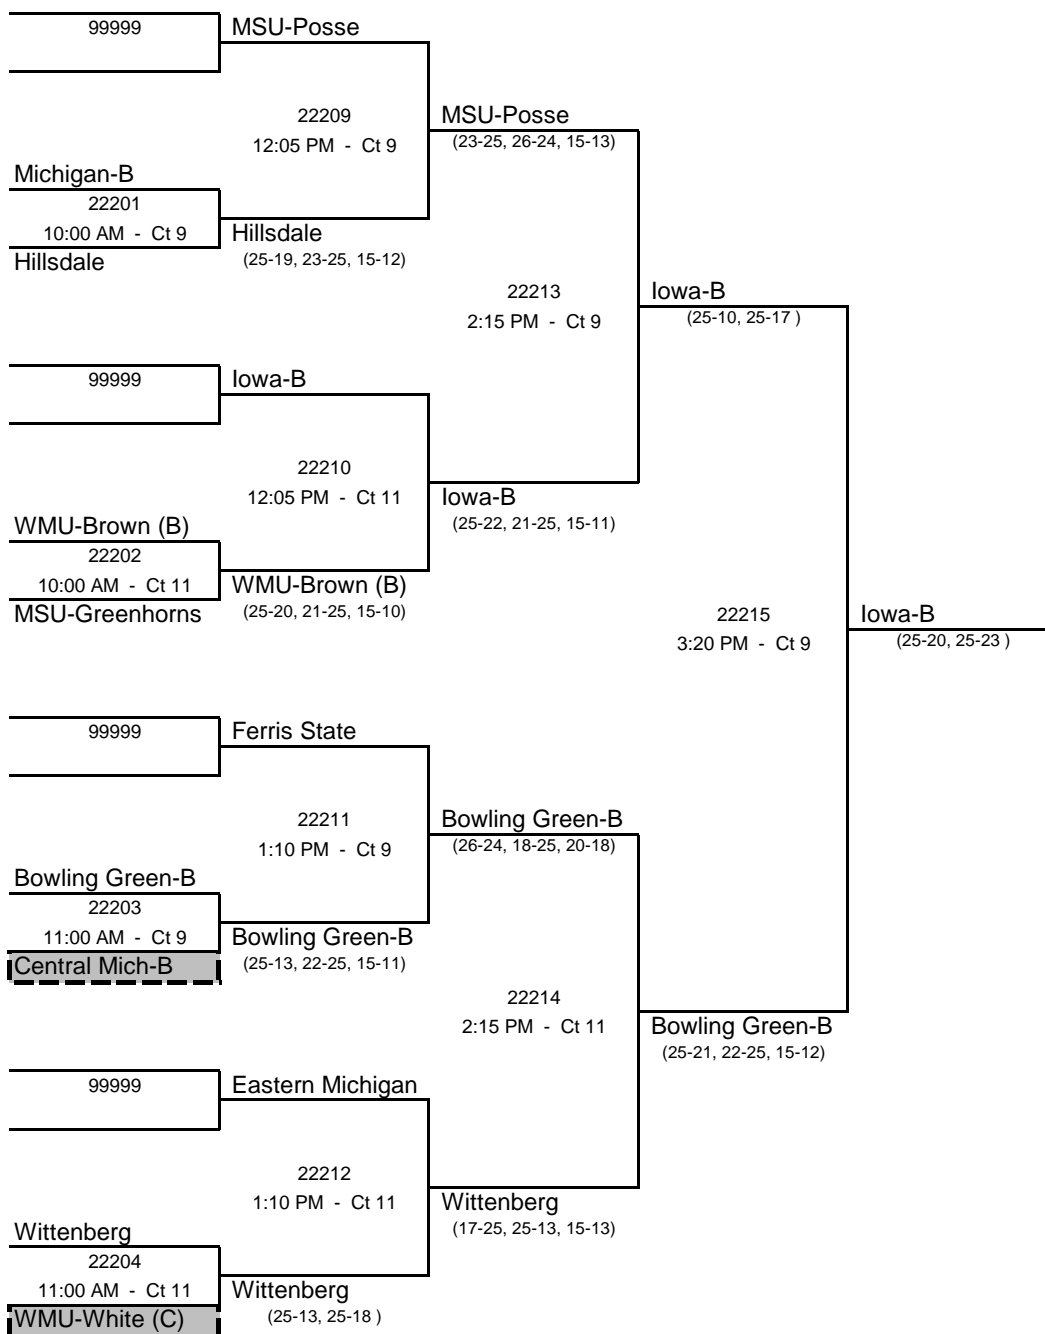 99999
MSU-Posse
22209
12:05 PM - Ct 9
MSU-Posse
(23-25, 26-24, 15-13)
Michigan-B
22201
10:00 AM - Ct 9
Hillsdale
Hillsdale
(25-19, 23-25, 15-12)
22213
2:15 PM - Ct 9
Iowa-B
(25-10, 25-17 )
99999
Iowa-B
22210
12:05 PM - Ct 11
Iowa-B
(25-22, 21-25, 15-11)
WMU-Brown (B)
22202
10:00 AM - Ct 11
MSU-Greenhorns
WMU-Brown (B)
(25-20, 21-25, 15-10)
22215
3:20 PM - Ct 9
Iowa-B
(25-20, 25-23 )
99999
Ferris State
22211
1:10 PM - Ct 9
Bowling Green-B
(26-24, 18-25, 20-18)
Bowling Green-B
22203
11:00 AM - Ct 9
Central Mich-B
Bowling Green-B
(25-13, 22-25, 15-11)
22214
2:15 PM - Ct 11
Bowling Green-B
(25-21, 22-25, 15-12)
99999
Eastern Michigan
22212
1:10 PM - Ct 11
Wittenberg
(17-25, 25-13, 15-13)
Wittenberg
22204
11:00 AM - Ct 11
WMU-White (C)
Wittenberg
(25-13, 25-18 )